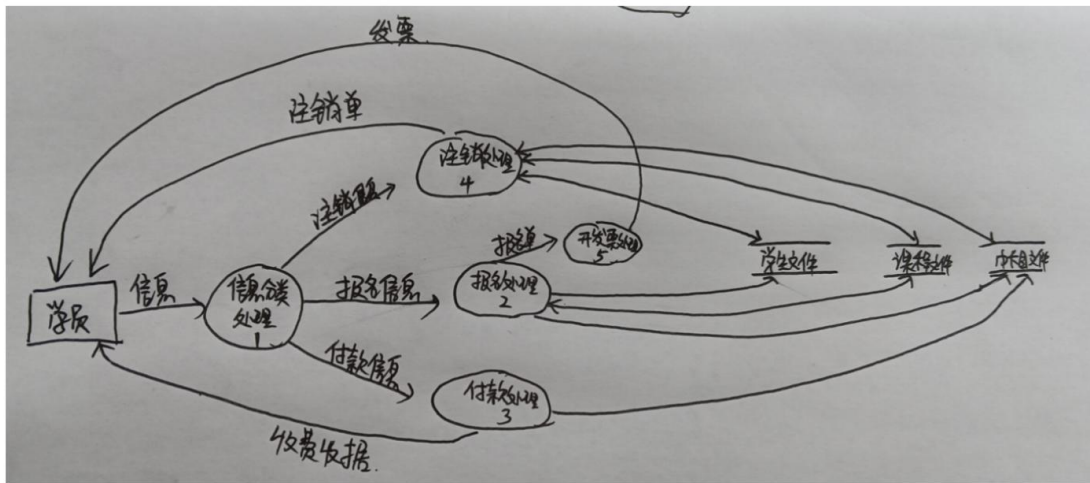 发票
注销单
注销处理
4
注销信息
报名单
开发票处理
5
学生文件
课程文件
帐目文件
信息
学员
信息分类
处理
1
报名信息
报名处理
2
付款信息
付款处理
3
收费收据